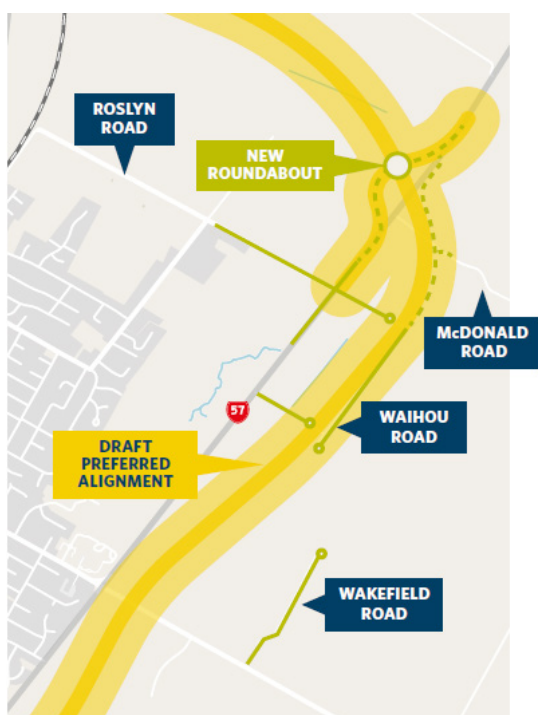 ROSLYN
ROAD
NEW
ROUNDABOUT
McDONALD
ROAD
57
WAIHOU
ROAD
DRAFT
PREFERRED
ALIGNMENT
WAKEFIELD
ROAD